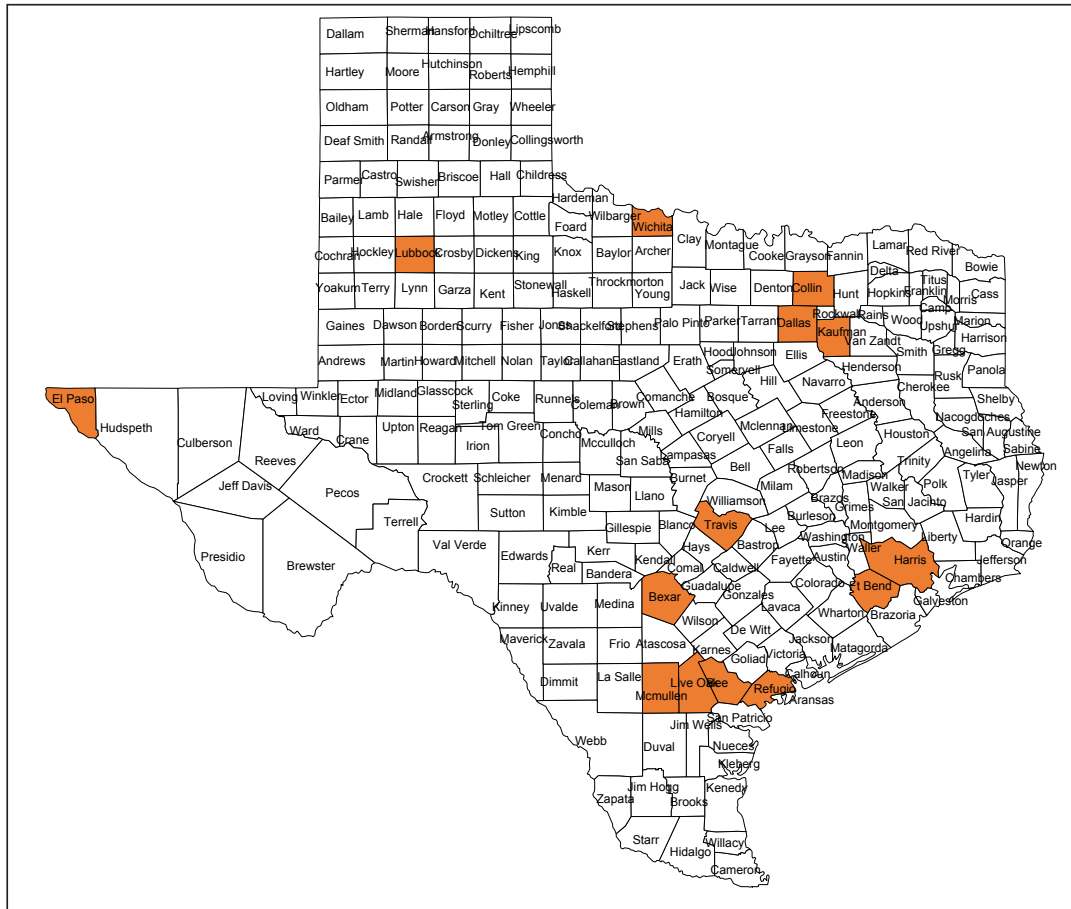 Dallam Sherman Hansford Ochiltree Lipscomb
Hartley Moore Hutchinson Roberts Hemphill
Oldham Potter Carson Gray Wheeler
Deaf Smith Randall Armstrong Donley Collingsworth
Parmer Castro Swisher Briscoe Hall Childress
Hardeman
Bailey Lamb Hale Floyd Motley Cottle Foard Wilbarger Wichita
Cochran Hockley Lubbock Crosby Dickens King Knox Baylor Archer Clay Montague Cooke Grayson Fannin Lamar Red River Bowie
Yoakum Terry Lynn Garza Kent Stonewall Haskell Throckmorton Young Jack Wise Denton Collin Hunt Delta Hopkins Franklin Titus Morris Cass
Gaines Dawson Borden Scurry Fisher Jones Shackelford Stephens Palo Pinto Parker Tarrant Dallas Rockwall Kaufman Rains Wood Camp Upshur Marion Harrison
Andrews Martin Howard Mitchell Nolan Taylor Callahan Eastland Erath Hood Somervell Johnson Ellis Van Zandt Henderson Smith Gregg Rusk Panola
El Paso Hudspeth Culberson Loving Winkler Ector Midland Glasscock Sterling Coke Runnels Coleman Brown Comanche Bosque Hill Navarro Anderson Cherokee Shelby
Reeves Ward Crane Upton Reagan Irion Tom Green Concho Mcculloch Mills Hamilton Coryell Mclennan Limestone Freestone Nacogdoches San Augustine Sabine
Jeff Davis Pecos Crockett Schleicher Menard San Saba Lampasas Bell Falls Leon Houston Angelina Newton
Terrell Sutton Kimble Mason Llano Burnet Williamson Milam Robertson Madison Trinity Polk Tyler Jasper
Presidio Brewster Val Verde Edwards Kerr Gillespie Blanco Travis Lee Burleson Brazos Grimes Walker San Jacinto Hardin Orange
Real Bandera Kendall Hays Comal Caldwell Bastrop Fayette Washington Austin Waller Montgomery Harris Liberty Jefferson Chambers
Kinney Uvalde Medina Bexar Guadalupe Gonzales Lavaca Colorado Wharton Ft Bend Brazoria Galveston
Maverick Zavala Frio Atascosa Wilson Karnes De Witt Jackson Matagorda
Dimmit La Salle Mcmullen Live Oak Bee Goliad Victoria Refugio Calhoun Aransas
Webb Duval Jim Wells San Patricio Nueces Kleberg
Zapata Jim Hogg Brooks Kenedy
Starr Hidalgo Willacy Cameron